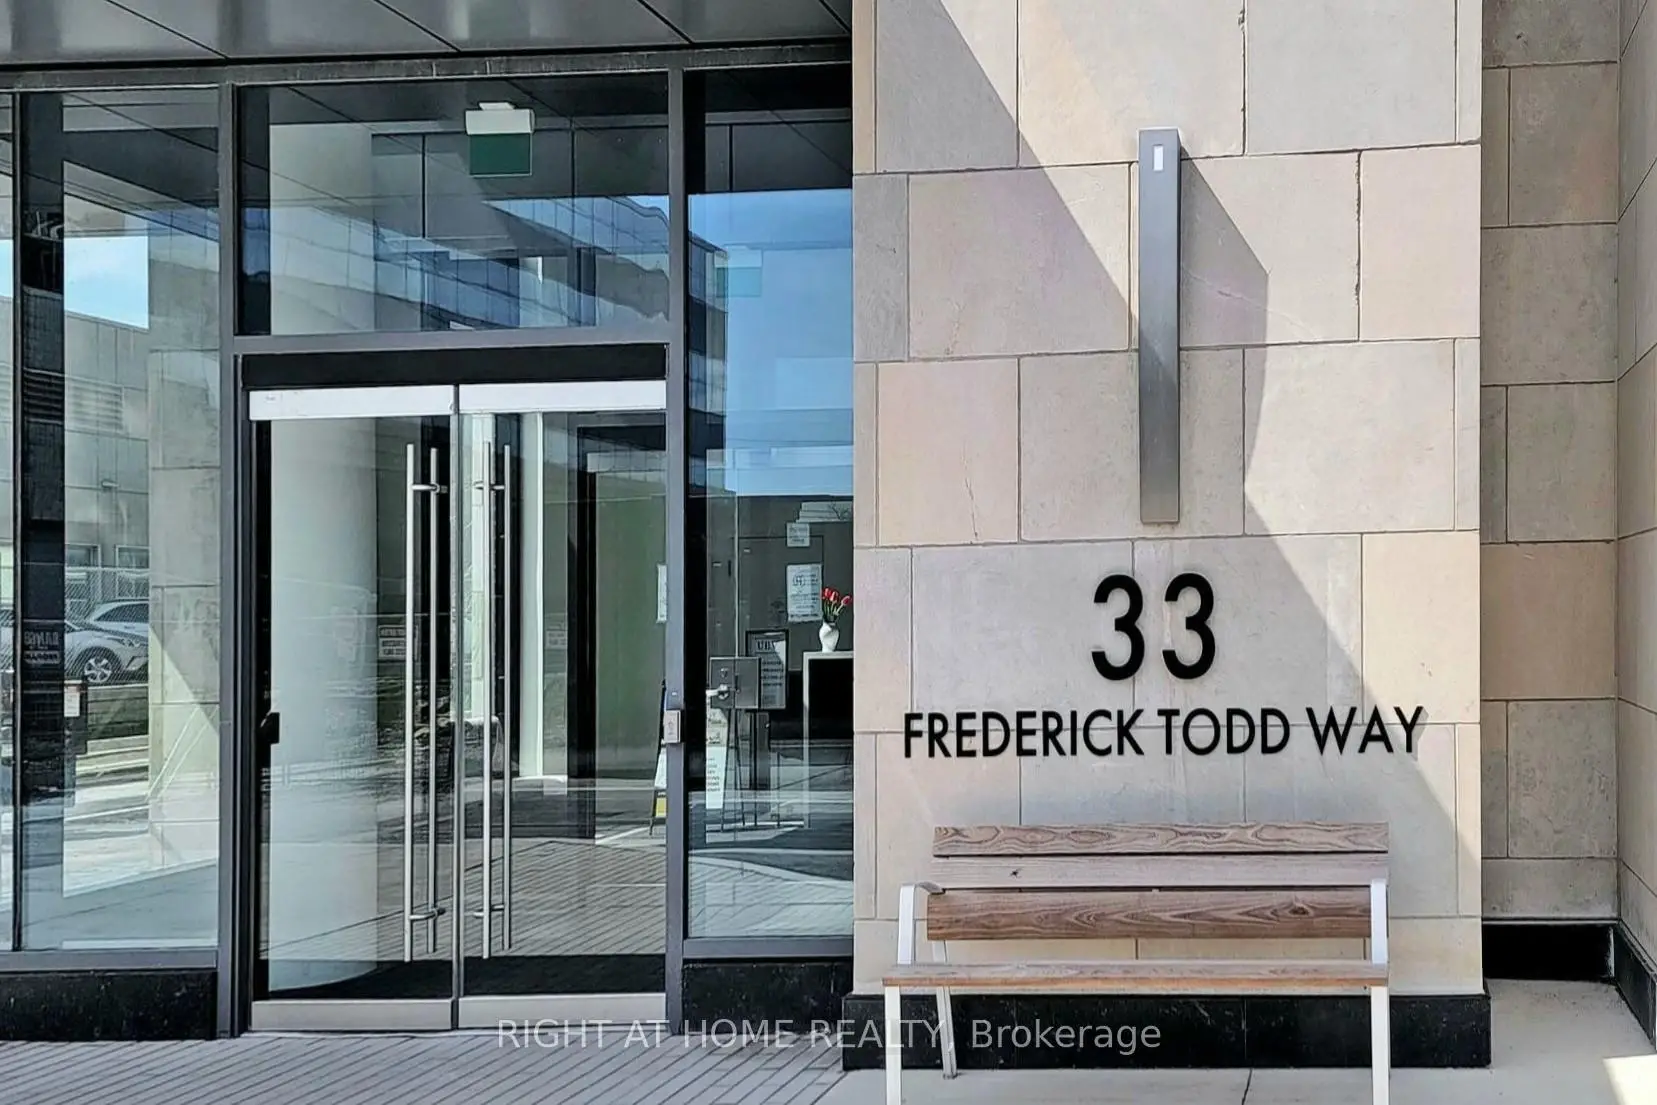 33
FREDERICK TODD WAY
RIGHT AT HOME REALTY, Brokerage